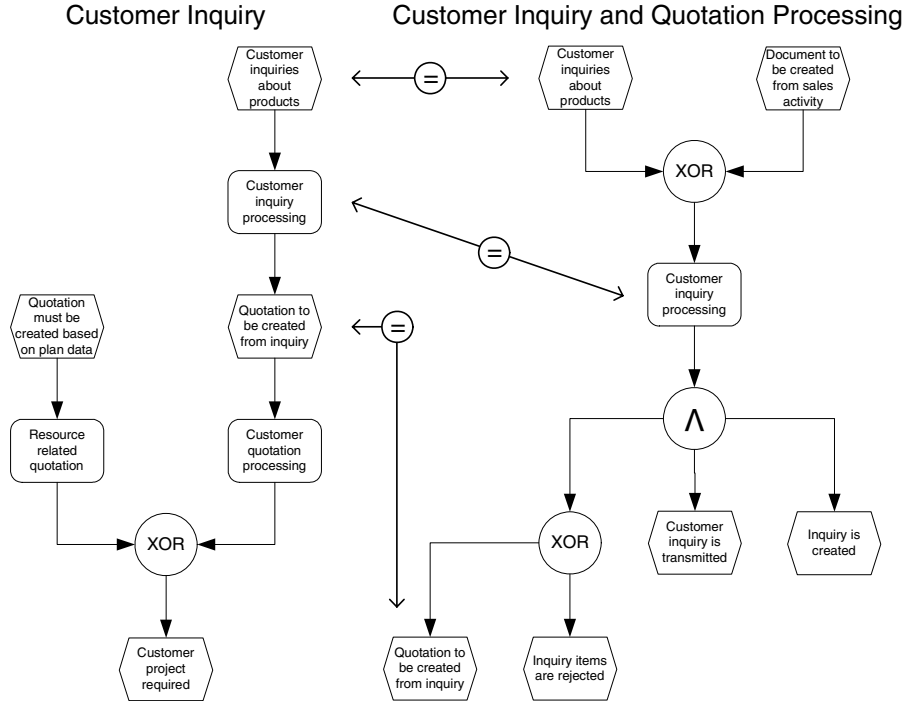 Customer Inquiry
Customer Inquiry and Quotation Processing
Customer
inquiries
about
products
=
Customer
inquiries
about
products
Document to
be created
from sales
activity
XOR
Customer
inquiry
processing
=
Customer
inquiry
processing
Quotation
must be
created based
on plan data
Quotation to
be created
from inquiry
=
Resource
related
quotation
Customer
quotation
processing
Λ
XOR
XOR
Customer
inquiry is
transmitted
Inquiry is
created
Customer
project
required
Quotation to
be created
from inquiry
Inquiry items
are rejected